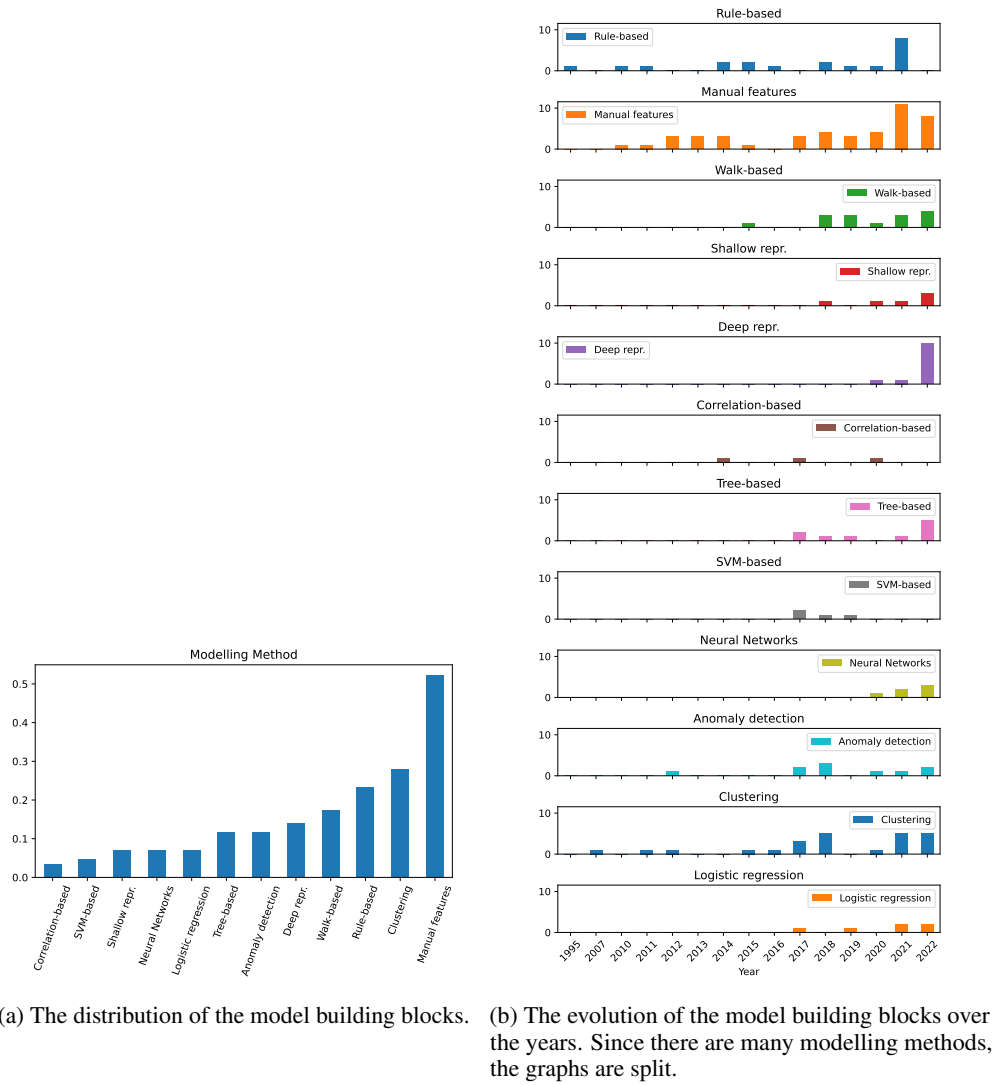 Modelling Method
0.5
0.4
0.3
0.2
0.1
0.0
Correlation-based
SVM-based
Shallow repr.
Neural Networks
Logistic regression
Tree-based
Anomaly detection
Deep repr.
Walk-based
Rule-based
Clustering
Manual features
(a) The distribution of the model building blocks.
Rule-based
10
0
Rule-based
Manual features
10
0
Manual features
Walk-based
10
0
Walk-based
Shallow repr.
10
0
Shallow repr.
Deep repr.
10
0
Deep repr.
Correlation-based
10
0
Correlation-based
Tree-based
10
0
Tree-based
SVM-based
10
0
SVM-based
Neural Networks
10
0
Neural Networks
Anomaly detection
10
0
Anomaly detection
Clustering
10
0
Clustering
Logistic regression
10
0
Logistic regression
1995
2007
2010
2011
2012
2013
2014
2015
2016
2017
2018
2019
2020
2021
2022
Year
(b) The evolution of the model building blocks over
the years. Since there are many modelling methods,
the graphs are split.